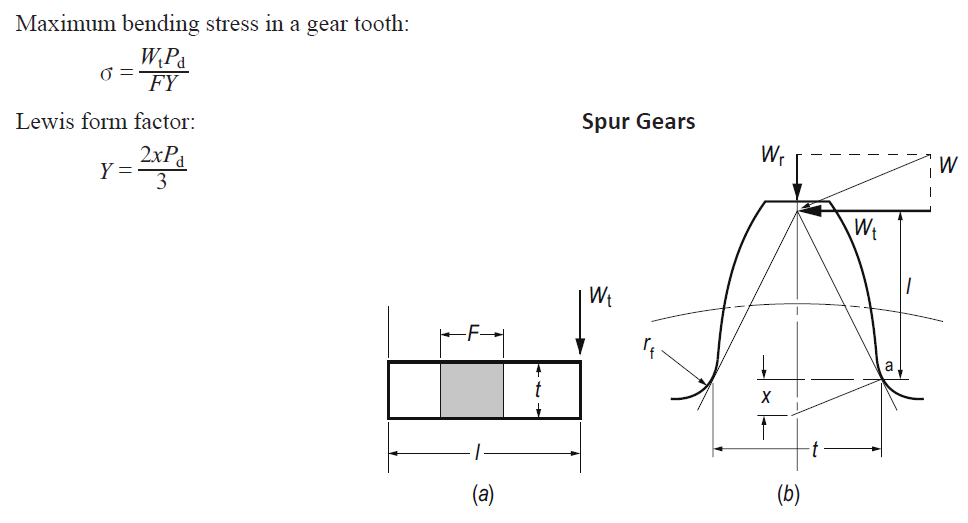 Maximum bending stress in a gear tooth:
σ = WtPd / FY
Lewis form factor:
Y = 2xPd / 3
Spur Gears
Wr
W
Wt
l
rf
a
x
t
(b)
Wt
F
t
l
(a)